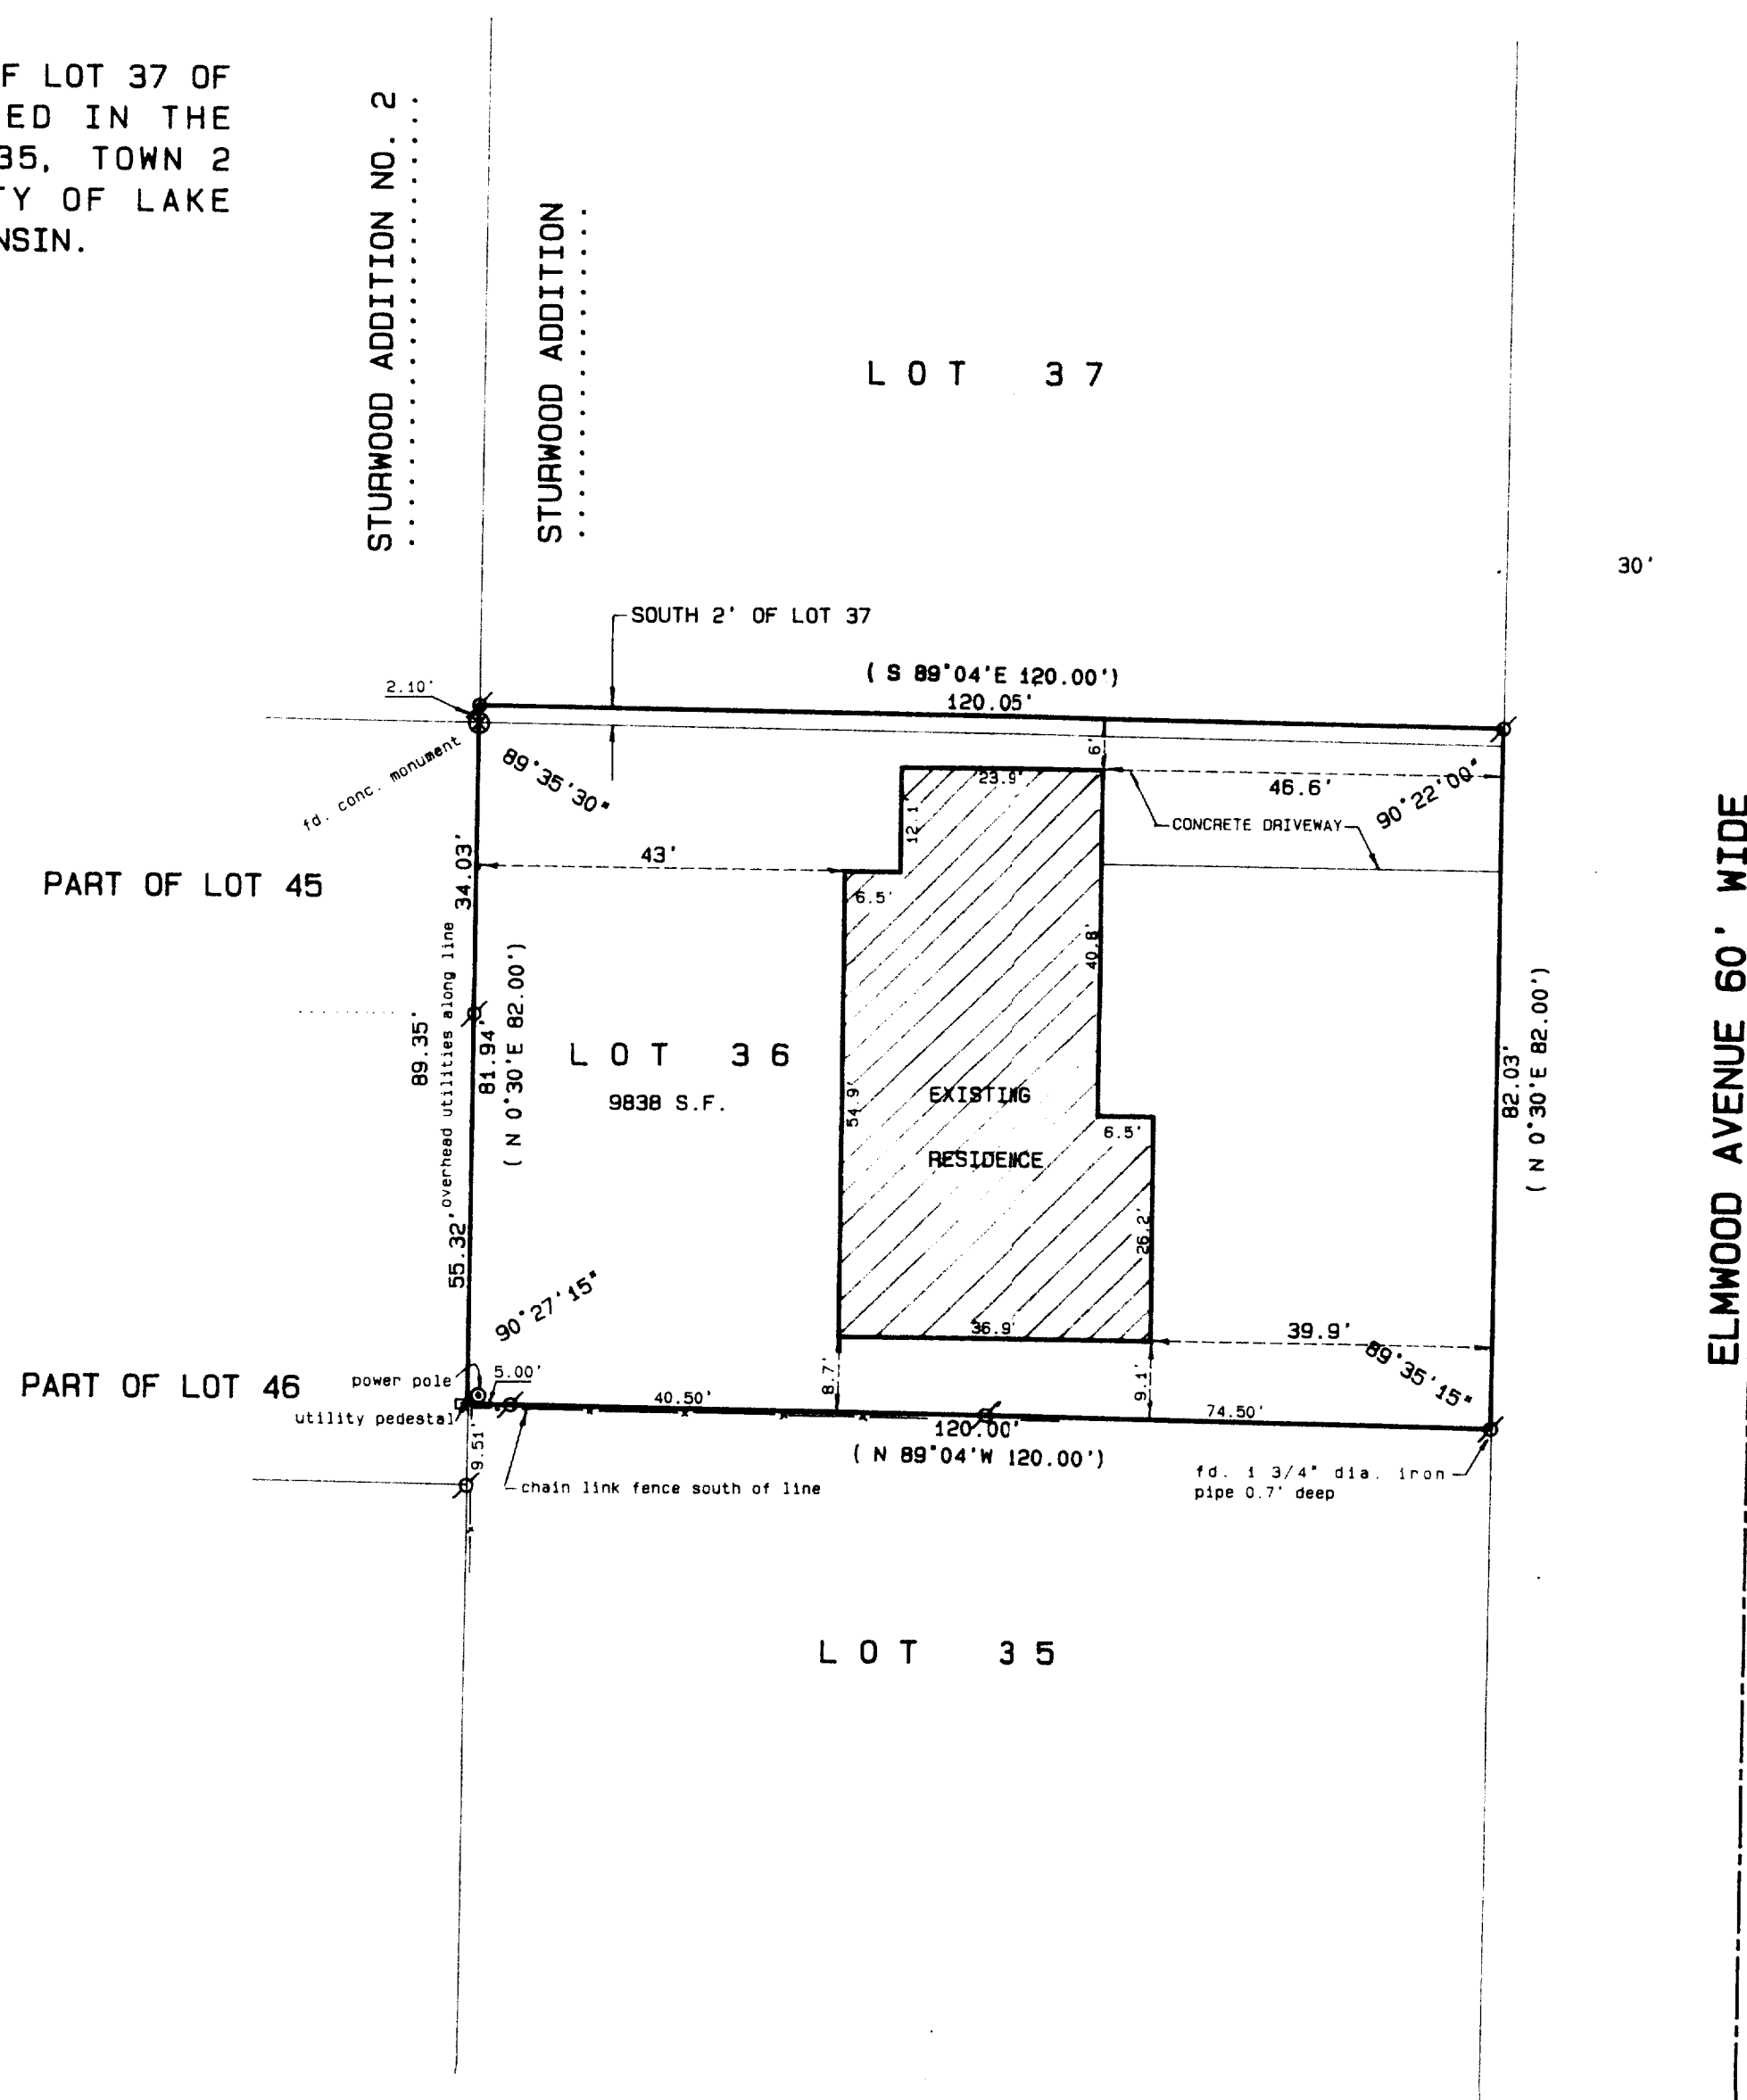 F LOT 37 OF
ED IN THE
35, TOWN 2
TY OF LAKE
NSIN.
STURWOOD ADDITION NO. 2
STURWOOD ADDITION
LOT 37
30'
SOUTH 2' OF LOT 37
( S 89°04'E 120.00')
120.05'
2.10'
fd. conc. monument
89°35'30"
6'
23.9'
46.6'
90°22'00"
12.1'
CONCRETE DRIVEWAY
43'
34.03'
PART OF LOT 45
6.5'
40.8'
overhead utilities along line
89.35'
81.94'
( N 0°30'E 82.00')
LOT 36
9838 S.F.
54.9'
EXISTING
RESIDENCE
6.5'
82.03'
( N 0°30'E 82.00')
ELMWOOD AVENUE 60' WIDE
55.32'
26.2'
90°27'15"
36.9'
39.9'
89°35'15"
PART OF LOT 46
power pole
5.00'
utility pedestal
40.50'
8.7'
9.1'
74.50'
120.00'
( N 89°04'W 120.00')
9.51'
chain link fence south of line
fd. 1 3/4" dia. iron
pipe 0.7' deep
LOT 35